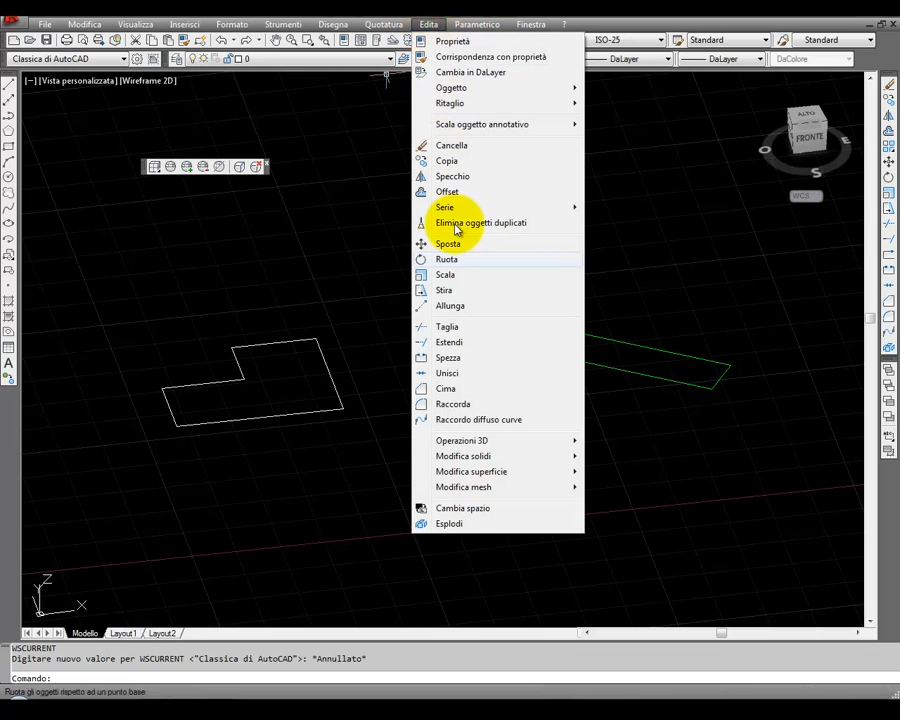 File Modifica Visualizza Inserisci Formato Strumenti Disegna Quotatura Edita Parametrico Finestra ?
ISO-25 Standard Standard
Classica di AutoCAD 0 DaLayer DaLayer DaColore
[−] [Vista personalizzata] [Wireframe 2D]
Proprietà
Corrispondenza con proprietà
Cambia in DaLayer
Oggetto
Ritaglio
Scala oggetto annotativo
Cancella
Copia
Specchio
Offset
Serie
Elimina oggetti duplicati
Sposta
Ruota
Scala
Stira
Allunga
Taglia
Estendi
Spezza
Unisci
Cima
Raccorda
Raccordo diffuso curve
Operazioni 3D
Modifica solidi
Modifica superficie
Modifica mesh
Cambia spazio
Esplodi
ALTO
FRONTE
O E
S
WCS
A
Z
X
Modello Layout1 Layout2
WSCURRENT
Digitare nuovo valore per WSCURRENT <"Classica di AutoCAD">: *Annullato*
Comando:
Ruota gli oggetti rispetto ad un punto base